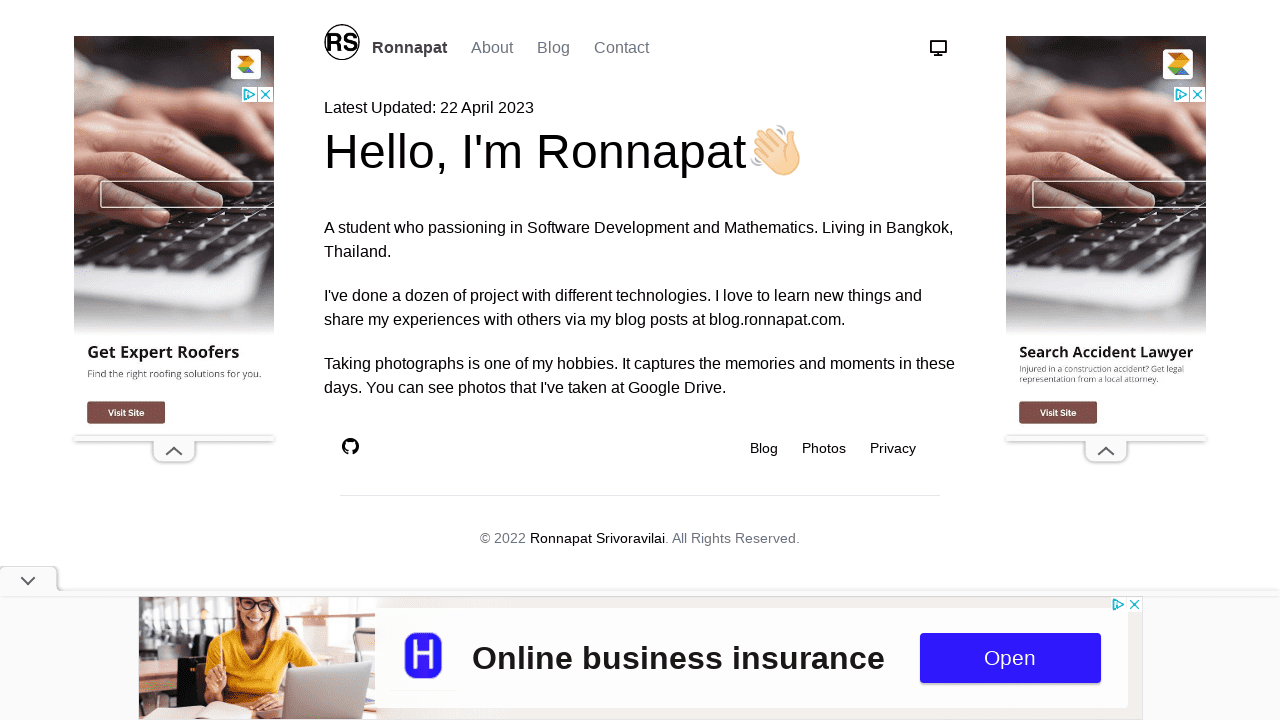 RS Ronnapat About Blog Contact
Latest Updated: 22 April 2023
Hello, I'm Ronnapat
A student who passioning in Software Development and Mathematics. Living in Bangkok,
Thailand.
I've done a dozen of project with different technologies. I love to learn new things and
share my experiences with others via my blog posts at blog.ronnapat.com.
Taking photographs is one of my hobbies. It captures the memories and moments in these
days. You can see photos that I've taken at Google Drive.
Blog Photos Privacy
© 2022 Ronnapat Srivoravilai. All Rights Reserved.
Get Expert Roofers
Find the right roofing solutions for you.
Visit Site
Search Accident Lawyer
Injured in a construction accident? Get legal
representation from a local attorney.
Visit Site
H Online business insurance
Open